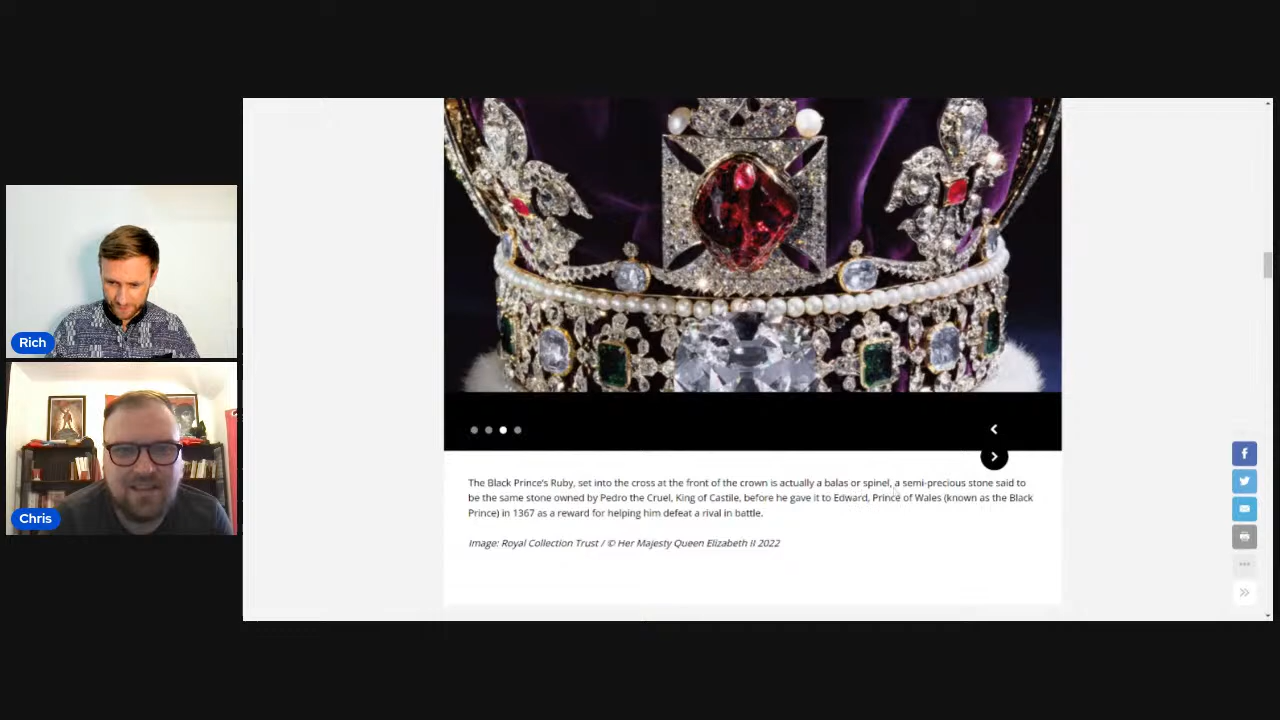 Rich
Chris
The Black Prince's Ruby, set into the cross at the front of the crown is actually a balas or spinel, a semi-precious stone said to
be the same stone owned by Pedro the Cruel, King of Castile, before he gave it to Edward, Prince of Wales (known as the Black
Prince) in 1367 as a reward for helping him defeat a rival in battle.
Image: Royal Collection Trust / © Her Majesty Queen Elizabeth II 2022